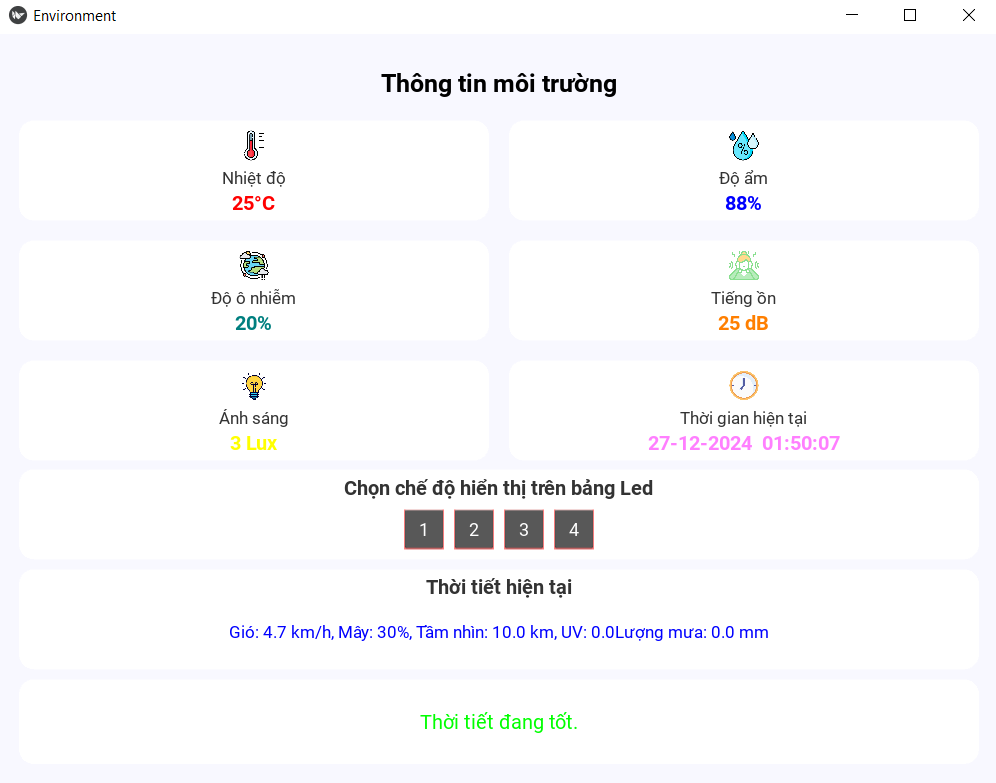 Environment
Thông tin môi trường
Nhiệt độ
25°C
Độ ẩm
88%
Độ ô nhiễm
20%
Tiếng ồn
25 dB
Ánh sáng
3 Lux
Thời gian hiện tại
27-12-2024  01:50:07
Chọn chế độ hiển thị trên bảng Led
1 2 3 4
Thời tiết hiện tại
Gió: 4.7 km/h, Mây: 30%, Tầm nhìn: 10.0 km, UV: 0.0Lượng mưa: 0.0 mm
Thời tiết đang tốt.